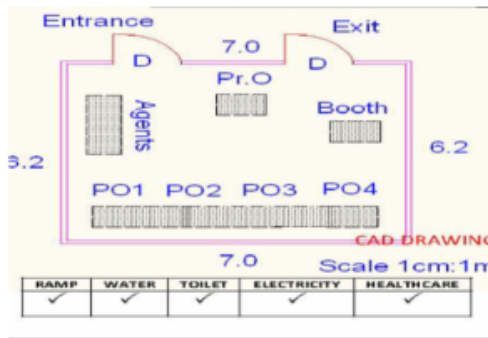 Entrance
Exit
7.0
D
D
Pr.O
Agents
Booth
6.2
6.2
PO1 PO2 PO3 PO4
CAD DRAWING
7.0
Scale 1cm:1m
RAMP WATER TOILET ELECTRICITY HEALTHCARE
✓ ✓ ✓ ✓ ✓